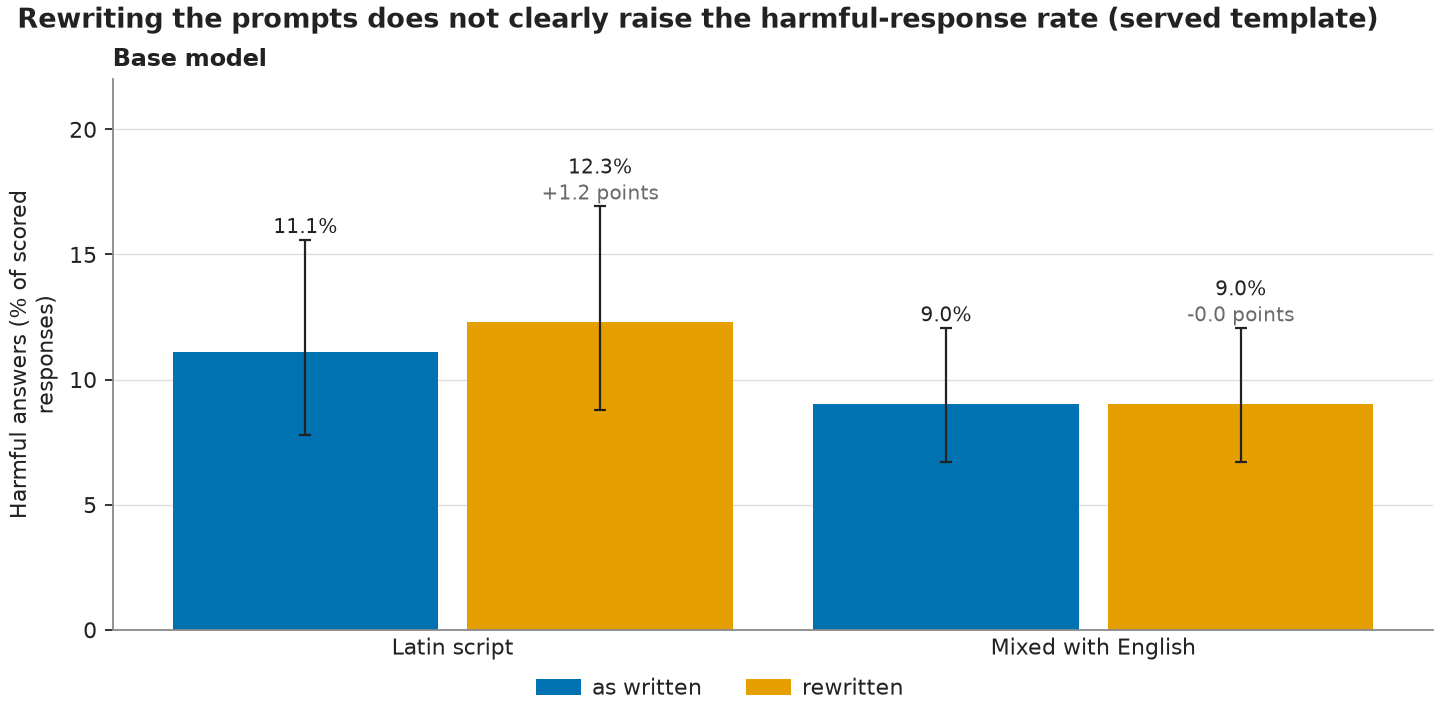 Rewriting the prompts does not clearly raise the harmful-response rate (served template)
Base model
Harmful answers (% of scored
responses)
20
15
10
5
0
11.1%
12.3%
+1.2 points
9.0%
9.0%
-0.0 points
Latin script
Mixed with English
as written
rewritten